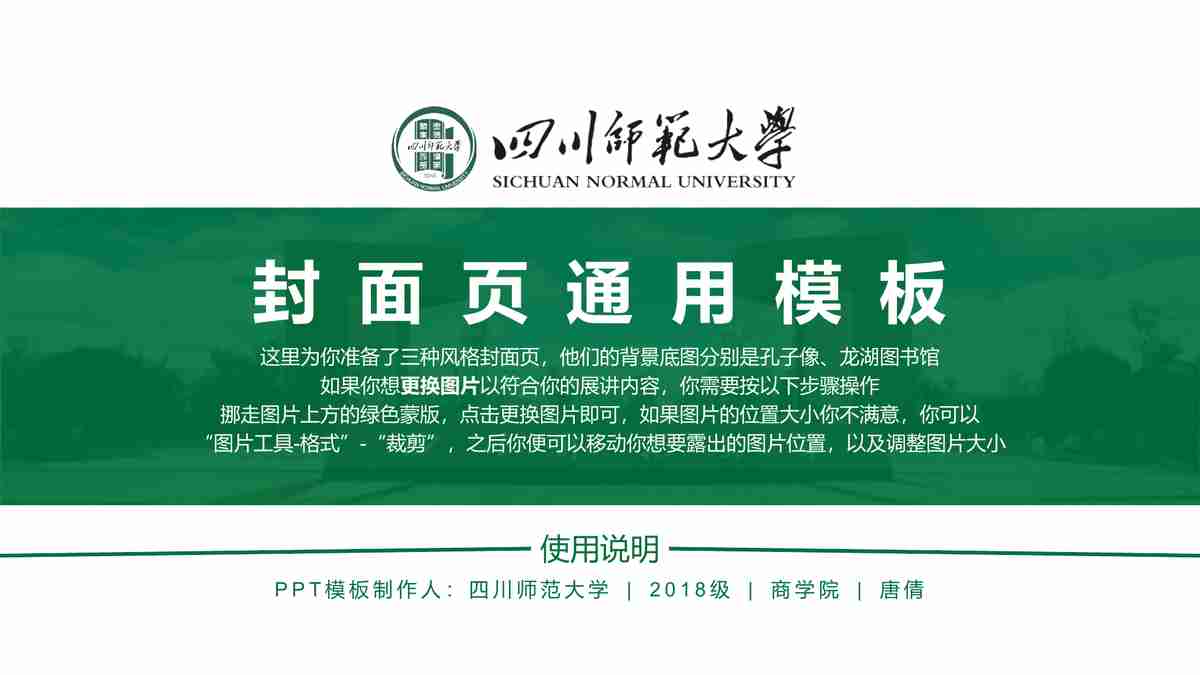 四川師範大學
SICHUAN NORMAL UNIVERSITY
四川师范大学
SICHUAN NORMAL UNIVERSITY
封面页通用模板
这里为你准备了三种风格封面页，他们的背景底图分别是孔子像、龙湖图书馆
如果你想更换图片以符合你的展讲内容，你需要按以下步骤操作
挪走图片上方的绿色蒙版，点击更换图片即可，如果图片的位置大小你不满意，你可以
“图片工具-格式”-“裁剪”，之后你便可以移动你想要露出的图片位置，以及调整图片大小
使用说明
PPT模板制作人：四川师范大学 | 2018级 | 商学院 | 唐倩